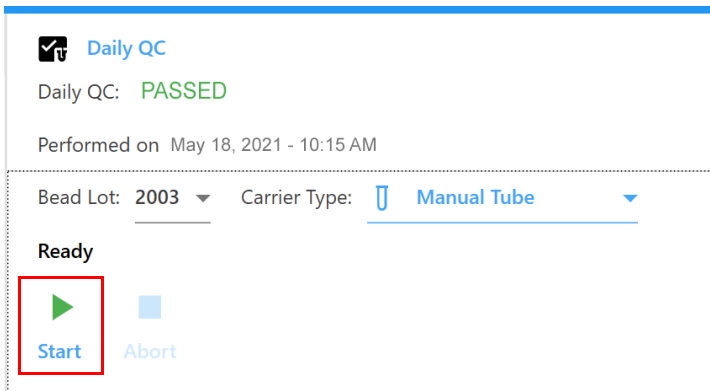 Daily QC
Daily QC: PASSED
Performed on May 18, 2021 - 10:15 AM
Bead Lot: 2003 Carrier Type: Manual Tube
Ready
Start Abort